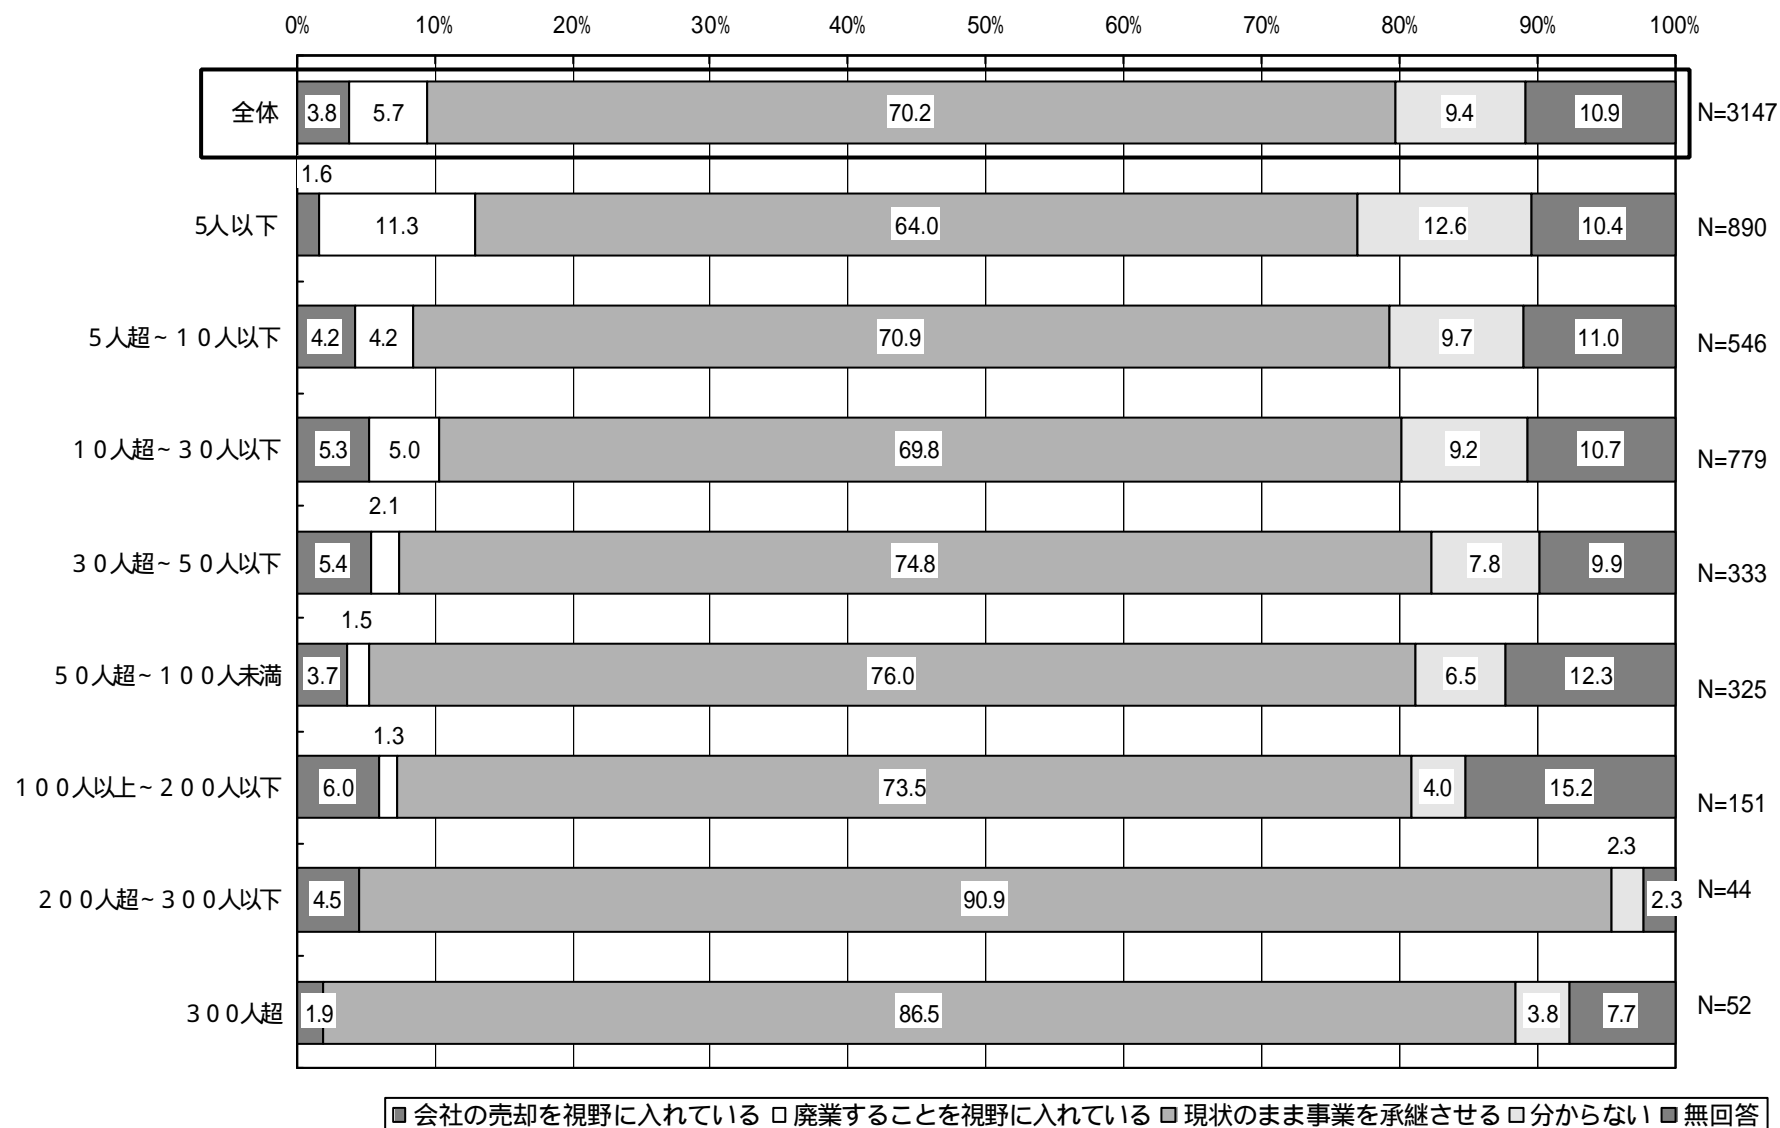 0% 10% 20% 30% 40% 50% 60% 70% 80% 90% 100%
全体 3.8 5.7 70.2 9.4 10.9 N=3147
1.6
5人以下 11.3 64.0 12.6 10.4 N=890
5人超~10人以下 4.2 4.2 70.9 9.7 11.0 N=546
10人超~30人以下 5.3 5.0 69.8 9.2 10.7 N=779
2.1
30人超~50人以下 5.4 74.8 7.8 9.9 N=333
1.5
50人超~100人未満 3.7 76.0 6.5 12.3 N=325
1.3
100人以上~200人以下 6.0 73.5 4.0 15.2 N=151
2.3
200人超~300人以下 4.5 90.9 2.3 N=44
300人超 1.9 86.5 3.8 7.7 N=52
会社の売却を視野に入れている 廃業することを視野に入れている 現状のまま事業を承継させる 分からない 無回答